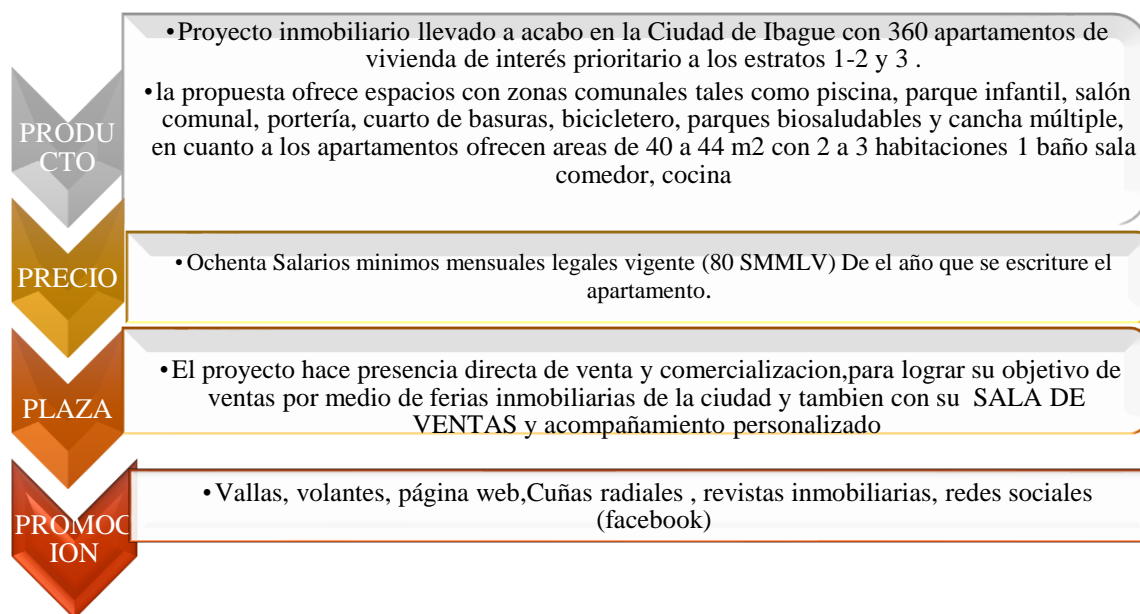 •Proyecto inmobiliario llevado a acabo en la Ciudad de Ibague con 360 apartamentos de
vivienda de interés prioritario a los estratos 1-2 y 3 .
•la propuesta ofrece espacios con zonas comunales tales como piscina, parque infantil, salón
comunal, portería, cuarto de basuras, bicicletero, parques biosaludables y cancha múltiple,
en cuanto a los apartamentos ofrecen areas de 40 a 44 m2 con 2 a 3 habitaciones 1 baño sala
comedor, cocina
PRODU
CTO
•Ochenta Salarios minimos mensuales legales vigente (80 SMMLV) De el año que se escriture el
apartamento.
PRECIO
•El proyecto hace presencia directa de venta y comercializacion,para lograr su objetivo de
ventas por medio de ferias inmobiliarias de la ciudad y tambien con su SALA DE
VENTAS y acompañamiento personalizado
PLAZA
•Vallas, volantes, página web,Cuñas radiales , revistas inmobiliarias, redes sociales
(facebook)
PROMOC
ION